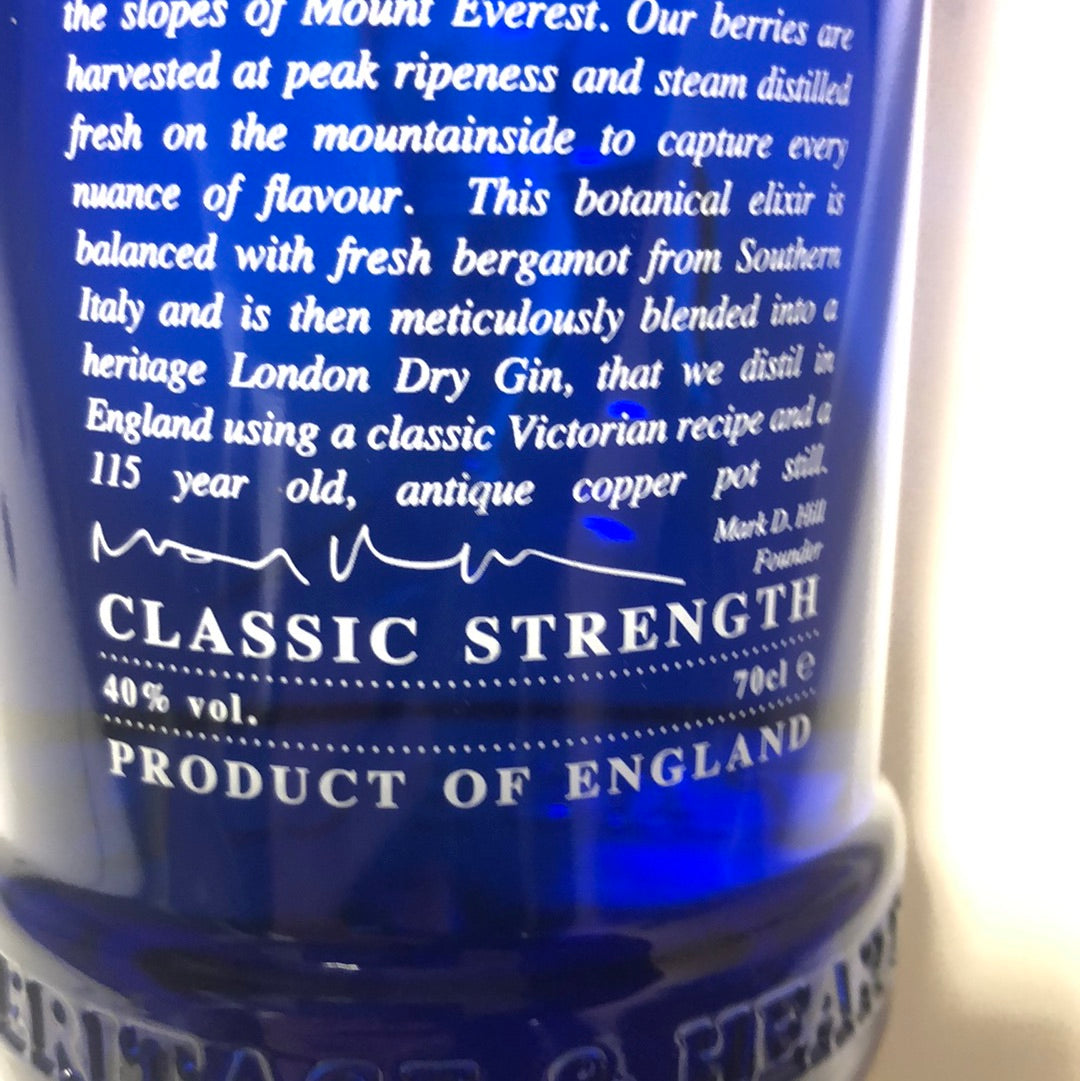 the slopes of Mount Everest. Our berries are
harvested at peak ripeness and steam distilled
fresh on the mountainside to capture every
nuance of flavour. This botanical elixir is
balanced with fresh bergamot from Southern
Italy and is then meticulously blended into a
heritage London Dry Gin, that we distil in
England using a classic Victorian recipe and a
115 year old, antique copper pot still.
Mark D. Hill
Founder
CLASSIC STRENGTH
40% vol. 70cl ℮
PRODUCT OF ENGLAND
ERITAGE & HEART